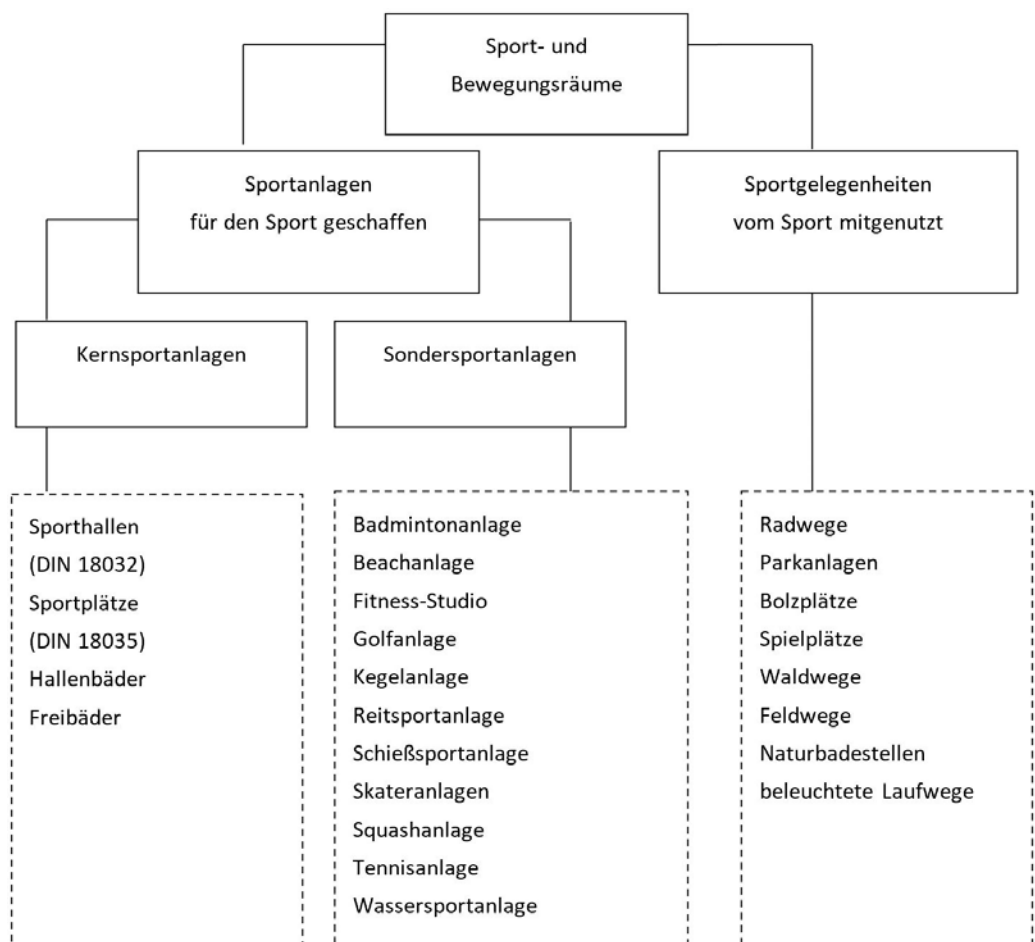 Sport- und
Bewegungsräume
Sportanlagen
für den Sport geschaffen
Sportgelegenheiten
vom Sport mitgenutzt
Kernsportanlagen
Sondersportanlagen
Sporthallen
(DIN 18032)
Sportplätze
(DIN 18035)
Hallenbäder
Freibäder
Badmintonanlage
Beachanlage
Fitness-Studio
Golfanlage
Kegelanlage
Reitsportanlage
Schießsportanlage
Skateranlagen
Squashanlage
Tennisanlage
Wassersportanlage
Radwege
Parkanlagen
Bolzplätze
Spielplätze
Waldwege
Feldwege
Naturbadestellen
beleuchtete Laufwege